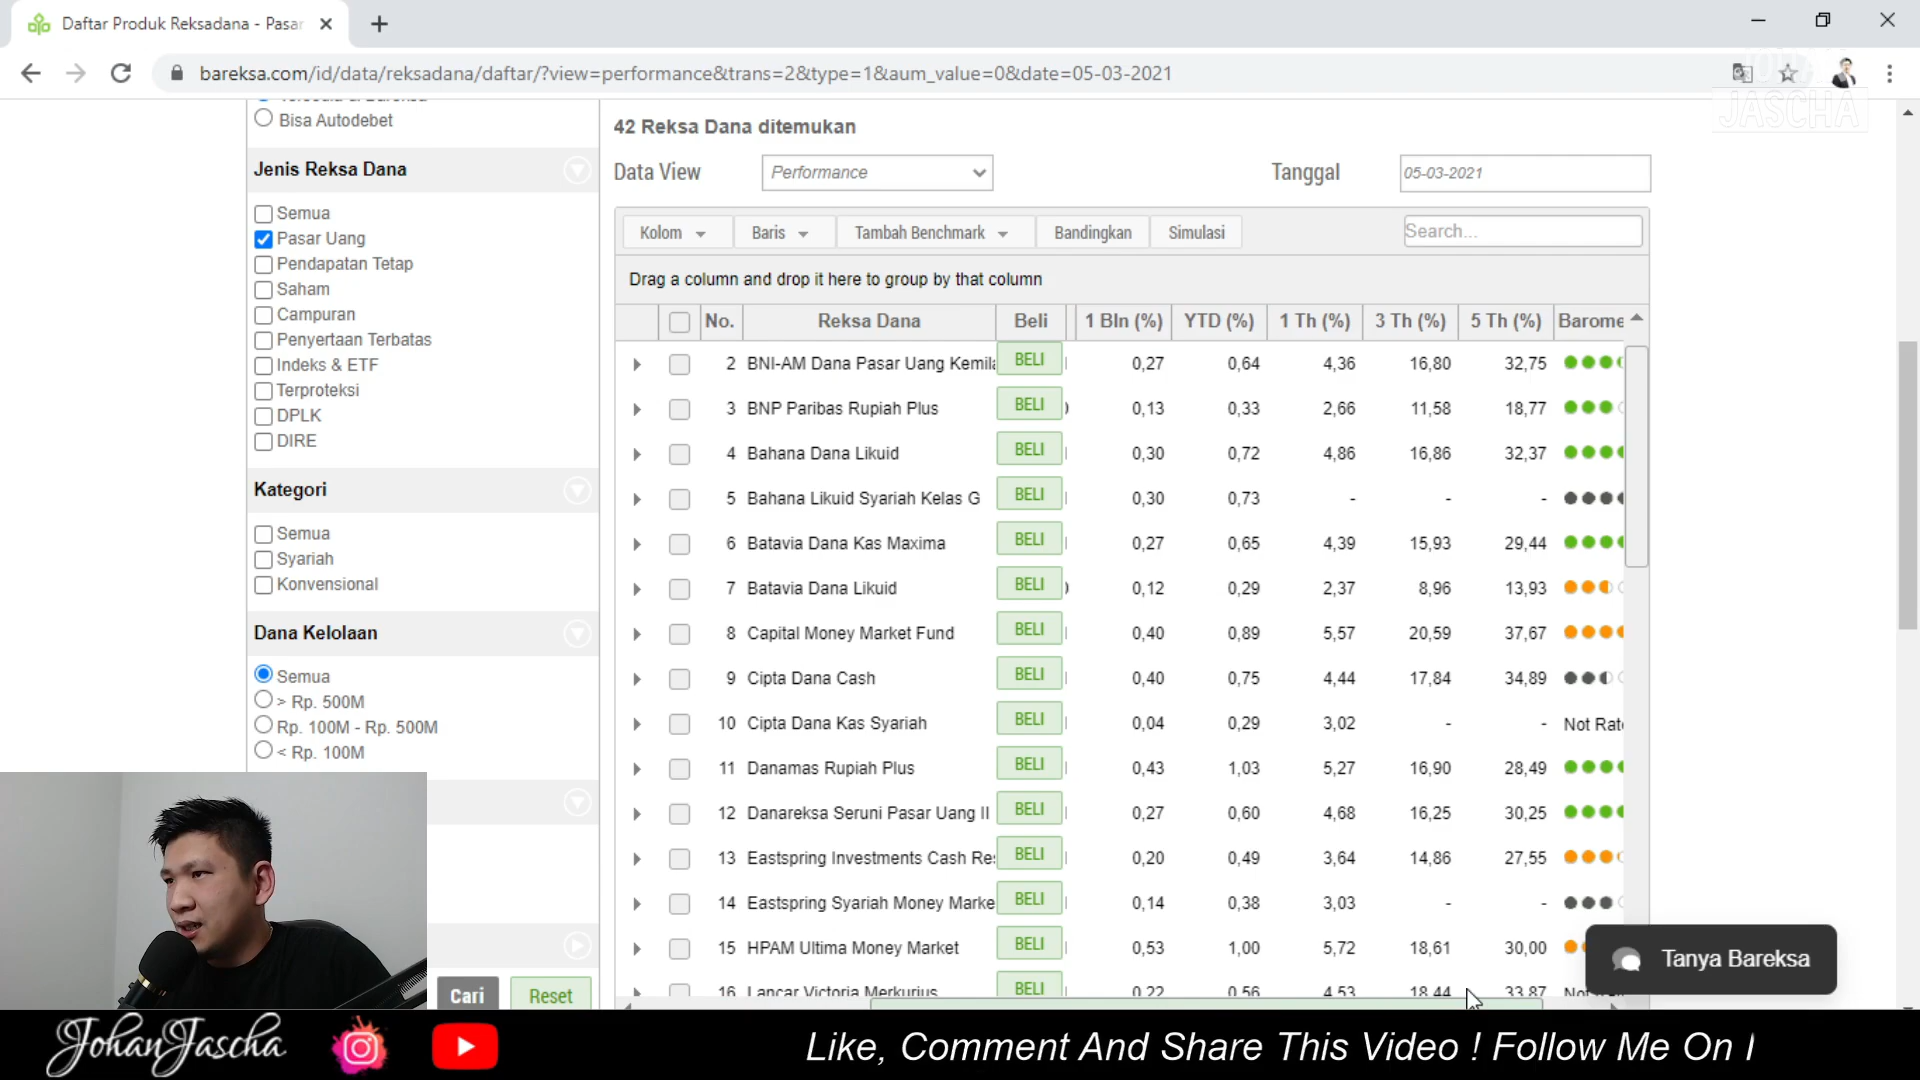 Daftar Produk Reksadana - Pasar
bareksa.com/id/data/reksadana/daftar/?view=performance&trans=2&type=1&aum_value=0&date=05-03-2021
JASCHA
Bisa Autodebet
Jenis Reksa Dana
Semua
Pasar Uang
Pendapatan Tetap
Saham
Campuran
Penyertaan Terbatas
Indeks & ETF
Terproteksi
DPLK
DIRE
Kategori
Semua
Syariah
Konvensional
Dana Kelolaan
Semua
> Rp. 500M
Rp. 100M - Rp. 500M
< Rp. 100M
Cari Reset
42 Reksa Dana ditemukan
Data View Performance Tanggal 05-03-2021
Kolom Baris Tambah Benchmark Bandingkan Simulasi Search...
Drag a column and drop it here to group by that column
No. Reksa Dana Beli 1 Bln (%) YTD (%) 1 Th (%) 3 Th (%) 5 Th (%) Barome
2 BNI-AM Dana Pasar Uang Kemila BELI 0,27 0,64 4,36 16,80 32,75
3 BNP Paribas Rupiah Plus BELI 0,13 0,33 2,66 11,58 18,77
4 Bahana Dana Likuid BELI 0,30 0,72 4,86 16,86 32,37
5 Bahana Likuid Syariah Kelas G BELI 0,30 0,73 - - -
6 Batavia Dana Kas Maxima BELI 0,27 0,65 4,39 15,93 29,44
7 Batavia Dana Likuid BELI 0,12 0,29 2,37 8,96 13,93
8 Capital Money Market Fund BELI 0,40 0,89 5,57 20,59 37,67
9 Cipta Dana Cash BELI 0,40 0,75 4,44 17,84 34,89
10 Cipta Dana Kas Syariah BELI 0,04 0,29 3,02 - - Not Rat
11 Danamas Rupiah Plus BELI 0,43 1,03 5,27 16,90 28,49
12 Danareksa Seruni Pasar Uang II BELI 0,27 0,60 4,68 16,25 30,25
13 Eastspring Investments Cash Re BELI 0,20 0,49 3,64 14,86 27,55
14 Eastspring Syariah Money Marke BELI 0,14 0,38 3,03 - -
15 HPAM Ultima Money Market BELI 0,53 1,00 5,72 18,61 30,00
16 Lancar Victoria Merkurius BELI 0,22 0,56 4,53 18,44 33,87
Tanya Bareksa
JohanJascha
Like, Comment And Share This Video ! Follow Me On I